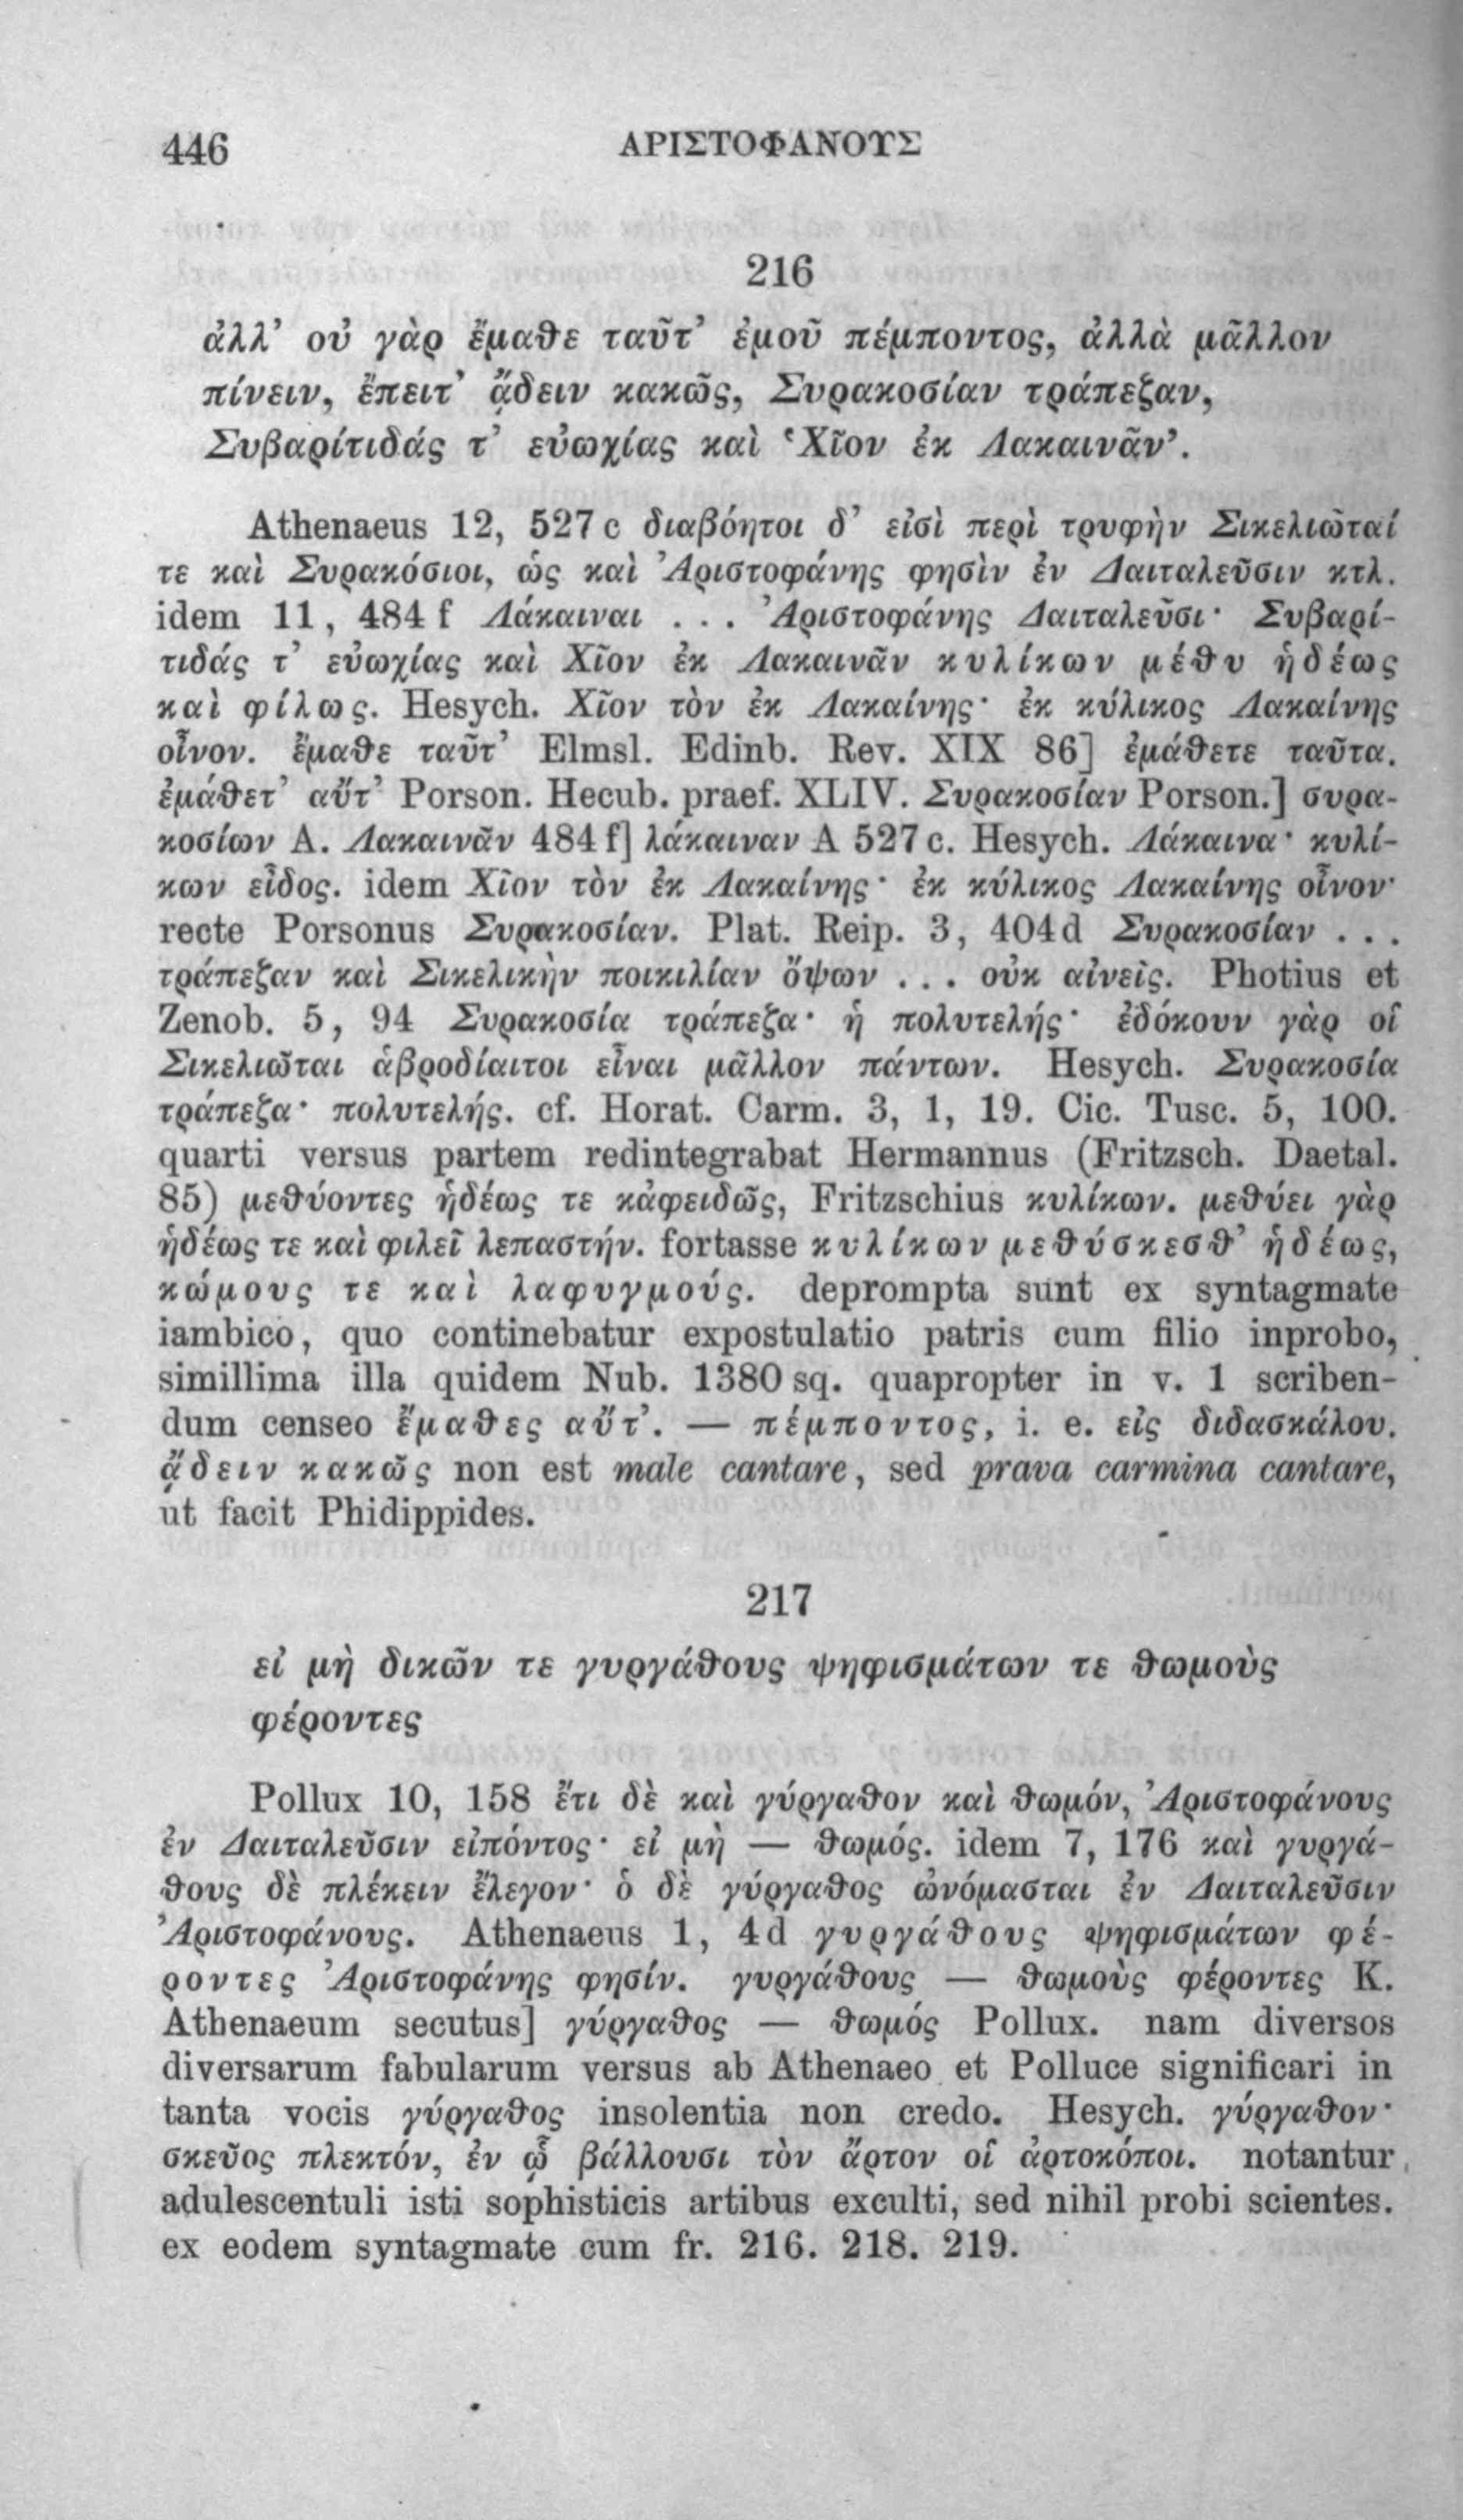 446
ΑΡΙΣΤΟΦΑΝΟΥΣ
216
ἀλλ’ οὐ γὰρ ἔμαθε ταῦτ’ ἐμοῦ πέμποντος, ἀλλὰ μᾶλλον
πίνειν, ἔπειτ’ ᾄδειν κακῶς, Συρακοσίαν τράπεζαν,
Συβαρίτιδάς τ’ εὐωχίας καὶ ‘Χῖον ἐκ Λακαινᾶν’.
Athenaeus 12, 527 c διαβόητοι δ’ εἰσὶ περὶ τρυφὴν Σικελιῶταί
τε καὶ Συρακόσιοι, ὡς καὶ Ἀριστοφάνης φησὶν ἐν Δαιταλεῦσιν κτλ.
idem 11, 484 f Λάκαιναι . . . Ἀριστοφάνης Δαιταλεῦσι· Συβαρί-
τιδάς τ’ εὐωχίας καὶ Χῖον ἐκ Λακαινᾶν κυλίκων μέθυ ἡδέως
καὶ φίλως. Hesych. Χῖον τὸν ἐκ Λακαίνης· ἐκ κύλικος Λακαίνης
οἶνον. ἔμαθε ταῦτ’ Elmsl. Edinb. Rev. XIX 86] ἐμάθετε ταῦτα.
ἐμάθετ’ αὔτ’ Porson. Hecub. praef. XLIV. Συρακοσίαν Porson.] συρα-
κοσίων A. Λακαινᾶν 484 f] λάκαιναν A 527 c. Hesych. Λάκαινα· κυλί-
κων εἶδος. idem Χῖον τὸν ἐκ Λακαίνης· ἐκ κύλικος Λακαίνης οἶνον·
recte Porsonus Συρακοσίαν. Plat. Reip. 3, 404 d Συρακοσίαν . . .
τράπεζαν καὶ Σικελικὴν ποικιλίαν ὄψων . . . οὐκ αἰνεῖς. Photius et
Zenob. 5, 94 Συρακοσία τράπεζα· ἡ πολυτελής· ἐδόκουν γὰρ οἱ
Σικελιῶται ἁβροδίαιτοι εἶναι μᾶλλον πάντων. Hesych. Συρακοσία
τράπεζα· πολυτελής. cf. Horat. Carm. 3, 1, 19. Cic. Tusc. 5, 100.
quarti versus partem redintegrabat Hermannus (Fritzsch. Daetal.
85) μεθύοντες ἡδέως τε κἀφειδῶς, Fritzschius κυλίκων. μεθύει γὰρ
ἡδέως τε καὶ φιλεῖ λεπαστήν. fortasse κυλίκων μεθύσκεσθ’ ἡδέως,
κώμους τε καὶ λαφυγμούς. deprompta sunt ex syntagmate
iambico, quo continebatur expostulatio patris cum filio inprobo,
simillima illa quidem Nub. 1380 sq. quapropter in v. 1 scriben-
dum censeo ἔμαθες αὔτ’. — πέμποντος, i. e. εἰς διδασκάλου.
ᾄδειν κακῶς non est male cantare, sed prava carmina cantare,
ut facit Phidippides.
217
εἰ μὴ δικῶν τε γυργάθους ψηφισμάτων τε θωμοὺς
φέροντες
Pollux 10, 158 ἔτι δὲ καὶ γύργαθον καὶ θωμόν, Ἀριστοφάνους
ἐν Δαιταλεῦσιν εἰπόντος· εἰ μὴ — θωμός. idem 7, 176 καὶ γυργά-
θους δὲ πλέκειν ἔλεγον· ὁ δὲ γύργαθος ὠνόμασται ἐν Δαιταλεῦσιν
Ἀριστοφάνους. Athenaeus 1, 4 d γυργάθους ψηφισμάτων φέ-
ροντες Ἀριστοφάνης φησίν. γυργάθους — θωμοὺς φέροντες K.
Athenaeum secutus] γύργαθος — θωμός Pollux. nam diversos
diversarum fabularum versus ab Athenaeo et Polluce significari in
tanta vocis γύργαθος insolentia non credo. Hesych. γύργαθον·
σκεῦος πλεκτόν, ἐν ᾧ βάλλουσι τὸν ἄρτον οἱ ἀρτοκόποι. notantur
adulescentuli isti sophisticis artibus exculti, sed nihil probi scientes.
ex eodem syntagmate cum fr. 216. 218. 219.